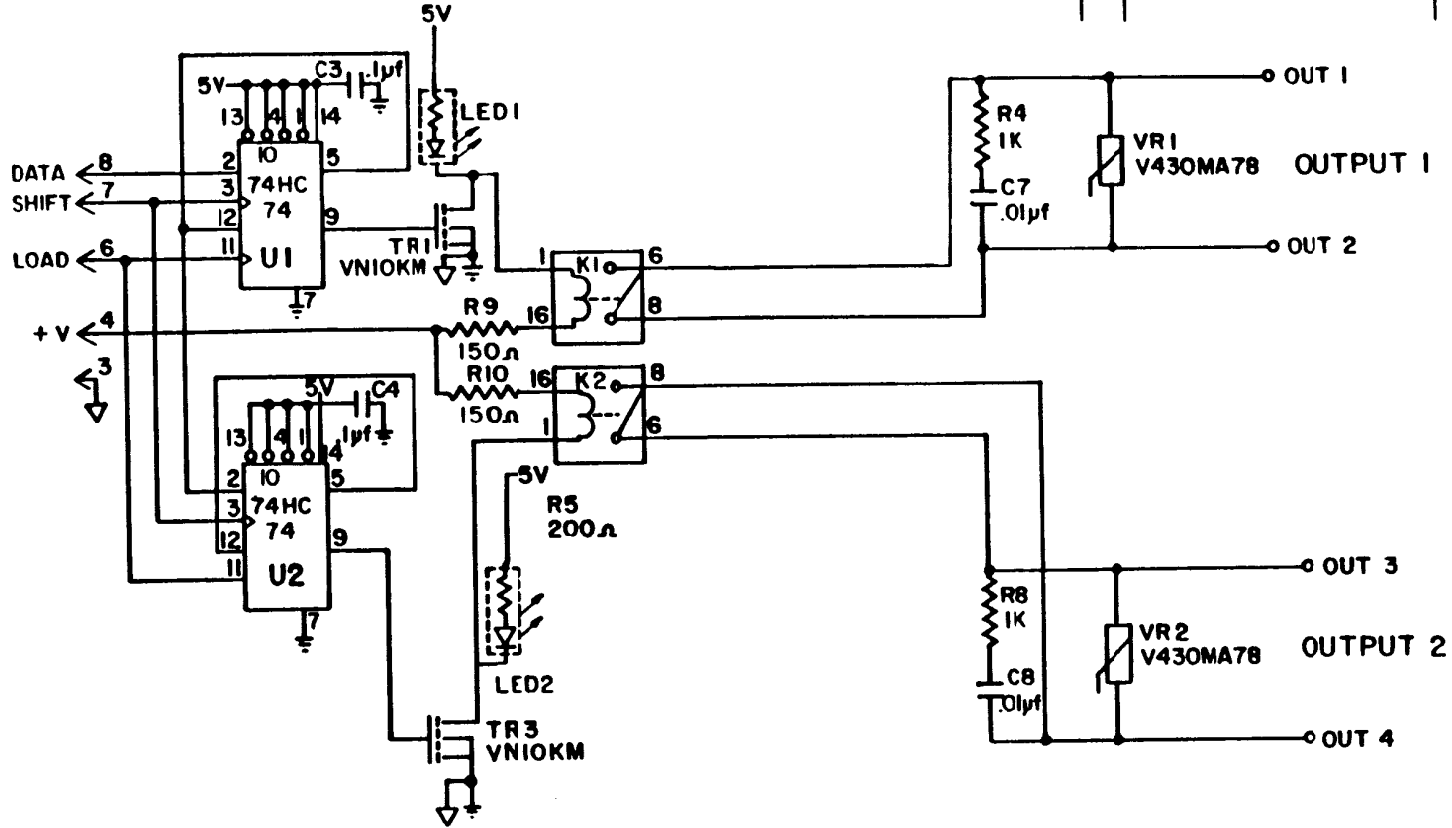 5V
C3 .1µf
5V
13 4 1 14
LED1
10
DATA 8
2
5
74HC
74
SHIFT 7
3
12
9
LOAD 6
11
U1
TR1
VN10KM
7
+V 4
3
R9
150Ω
R10
150Ω
1
K1
6
16
8
16
K2
8
1
6
R4
1K
C7
.01µf
VR1
V430MA78
OUT 1
OUTPUT 1
OUT 2
5V
C4
13 4 1 14
.1µf
10
2
5
74HC
74
3
12
9
11
U2
7
5V
R5
200Ω
LED2
TR3
VN10KM
R8
1K
C8
.01µf
VR2
V430MA78
OUT 3
OUTPUT 2
OUT 4